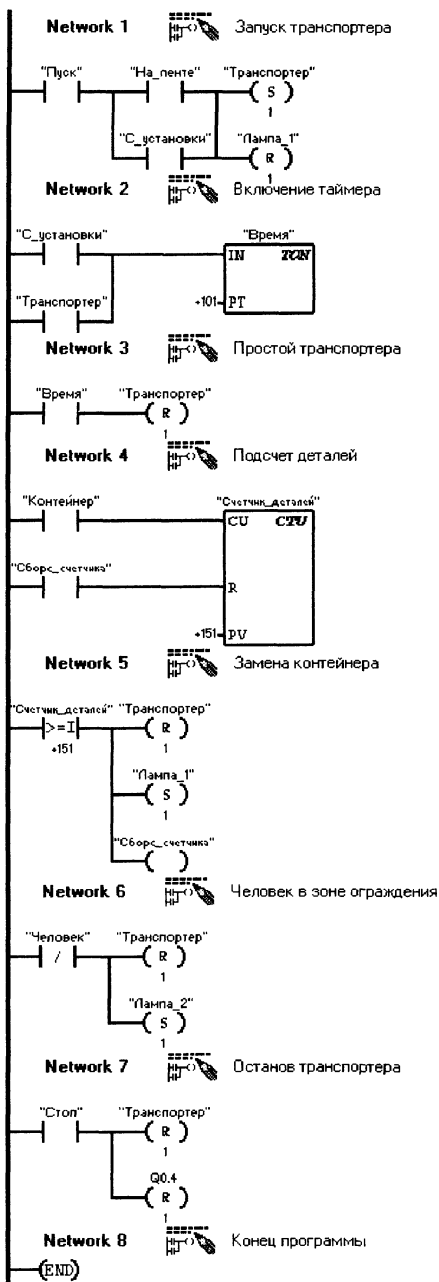 Network 1 Запуск транспортера
"Пуск" "На_ленте" "Транспортер"
S
1
"С_установки" "Лампа_1"
R
1
Network 2 Включение таймера
"С_установки" "Время"
IN TON
"Транспортер"
+101 PT
Network 3 Простой транспортера
"Время" "Транспортер"
R
1
Network 4 Подсчет деталей
"Контейнер" "Счетчик_деталей"
CU CTU
"Сборс_счетчика"
R
+151 PV
Network 5 Замена контейнера
"Счетчик_деталей" "Транспортер"
>=I R
+151 1
"Лампа_1"
S
1
"Сборс_счетчика"
Network 6 Человек в зоне ограждения
"Человек" "Транспортер"
/ R
1
"Лампа_2"
S
1
Network 7 Останов транспортера
"Стоп" "Транспортер"
R
1
Q0.4
R
1
Network 8 Конец программы
(END)